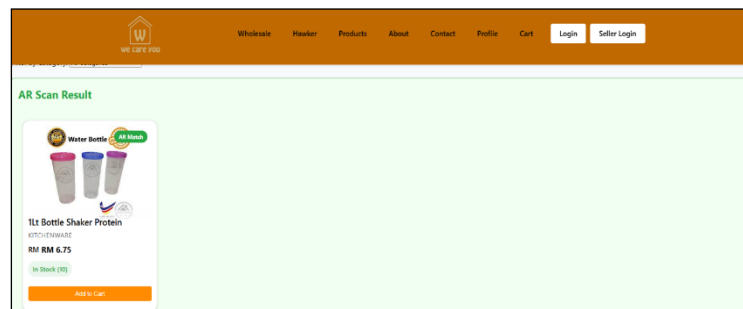 W
we care you
Wholesale Hawker Products About Contact Profile Cart Login Seller Login
AR Scan Result
Water Bottle
AR Match
1Lt Bottle Shaker Protein
KITCHENWARE
RM RM 6.75
In Stock (10)
Add to Cart